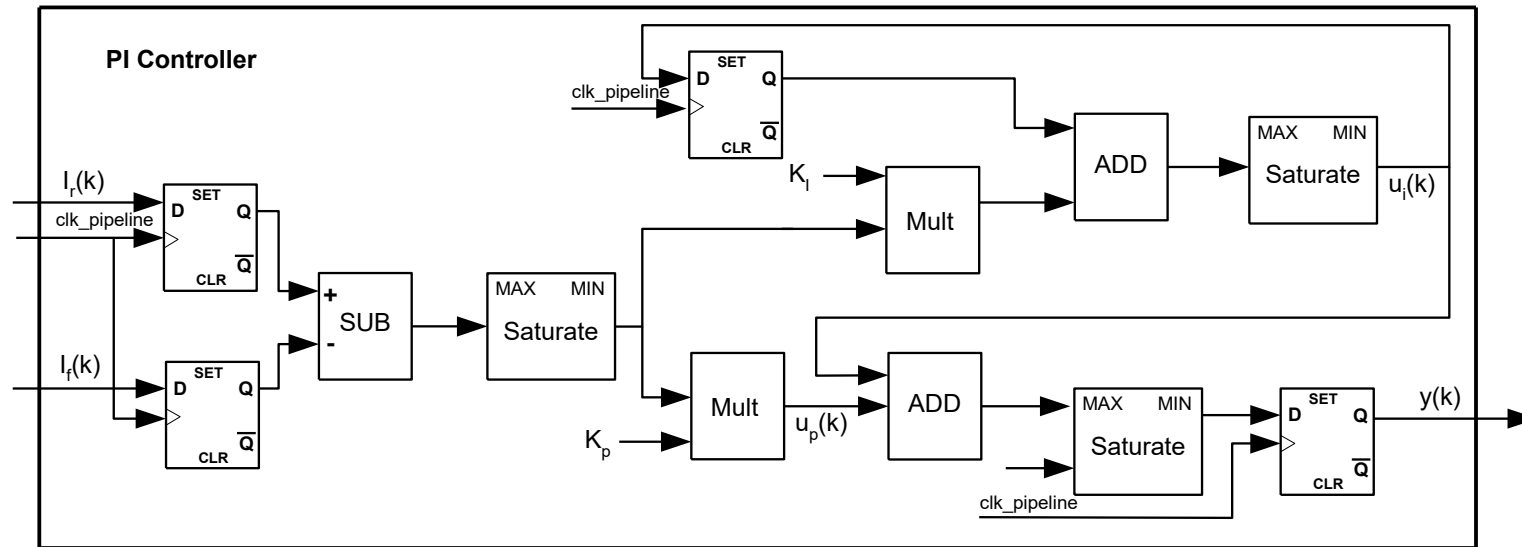 PI Controller
SET
D Q
clk_pipeline
Q
CLR
MAX MIN
ADD
Saturate
u_i(k)
K_I
Mult
I_r(k)
SET
D Q
clk_pipeline
Q
CLR
+
SUB
-
MAX MIN
Saturate
I_f(k)
SET
D Q
Q
CLR
Mult
K_p
u_p(k)
ADD
MAX MIN
Saturate
clk_pipeline
SET
D Q
Q
CLR
y(k)